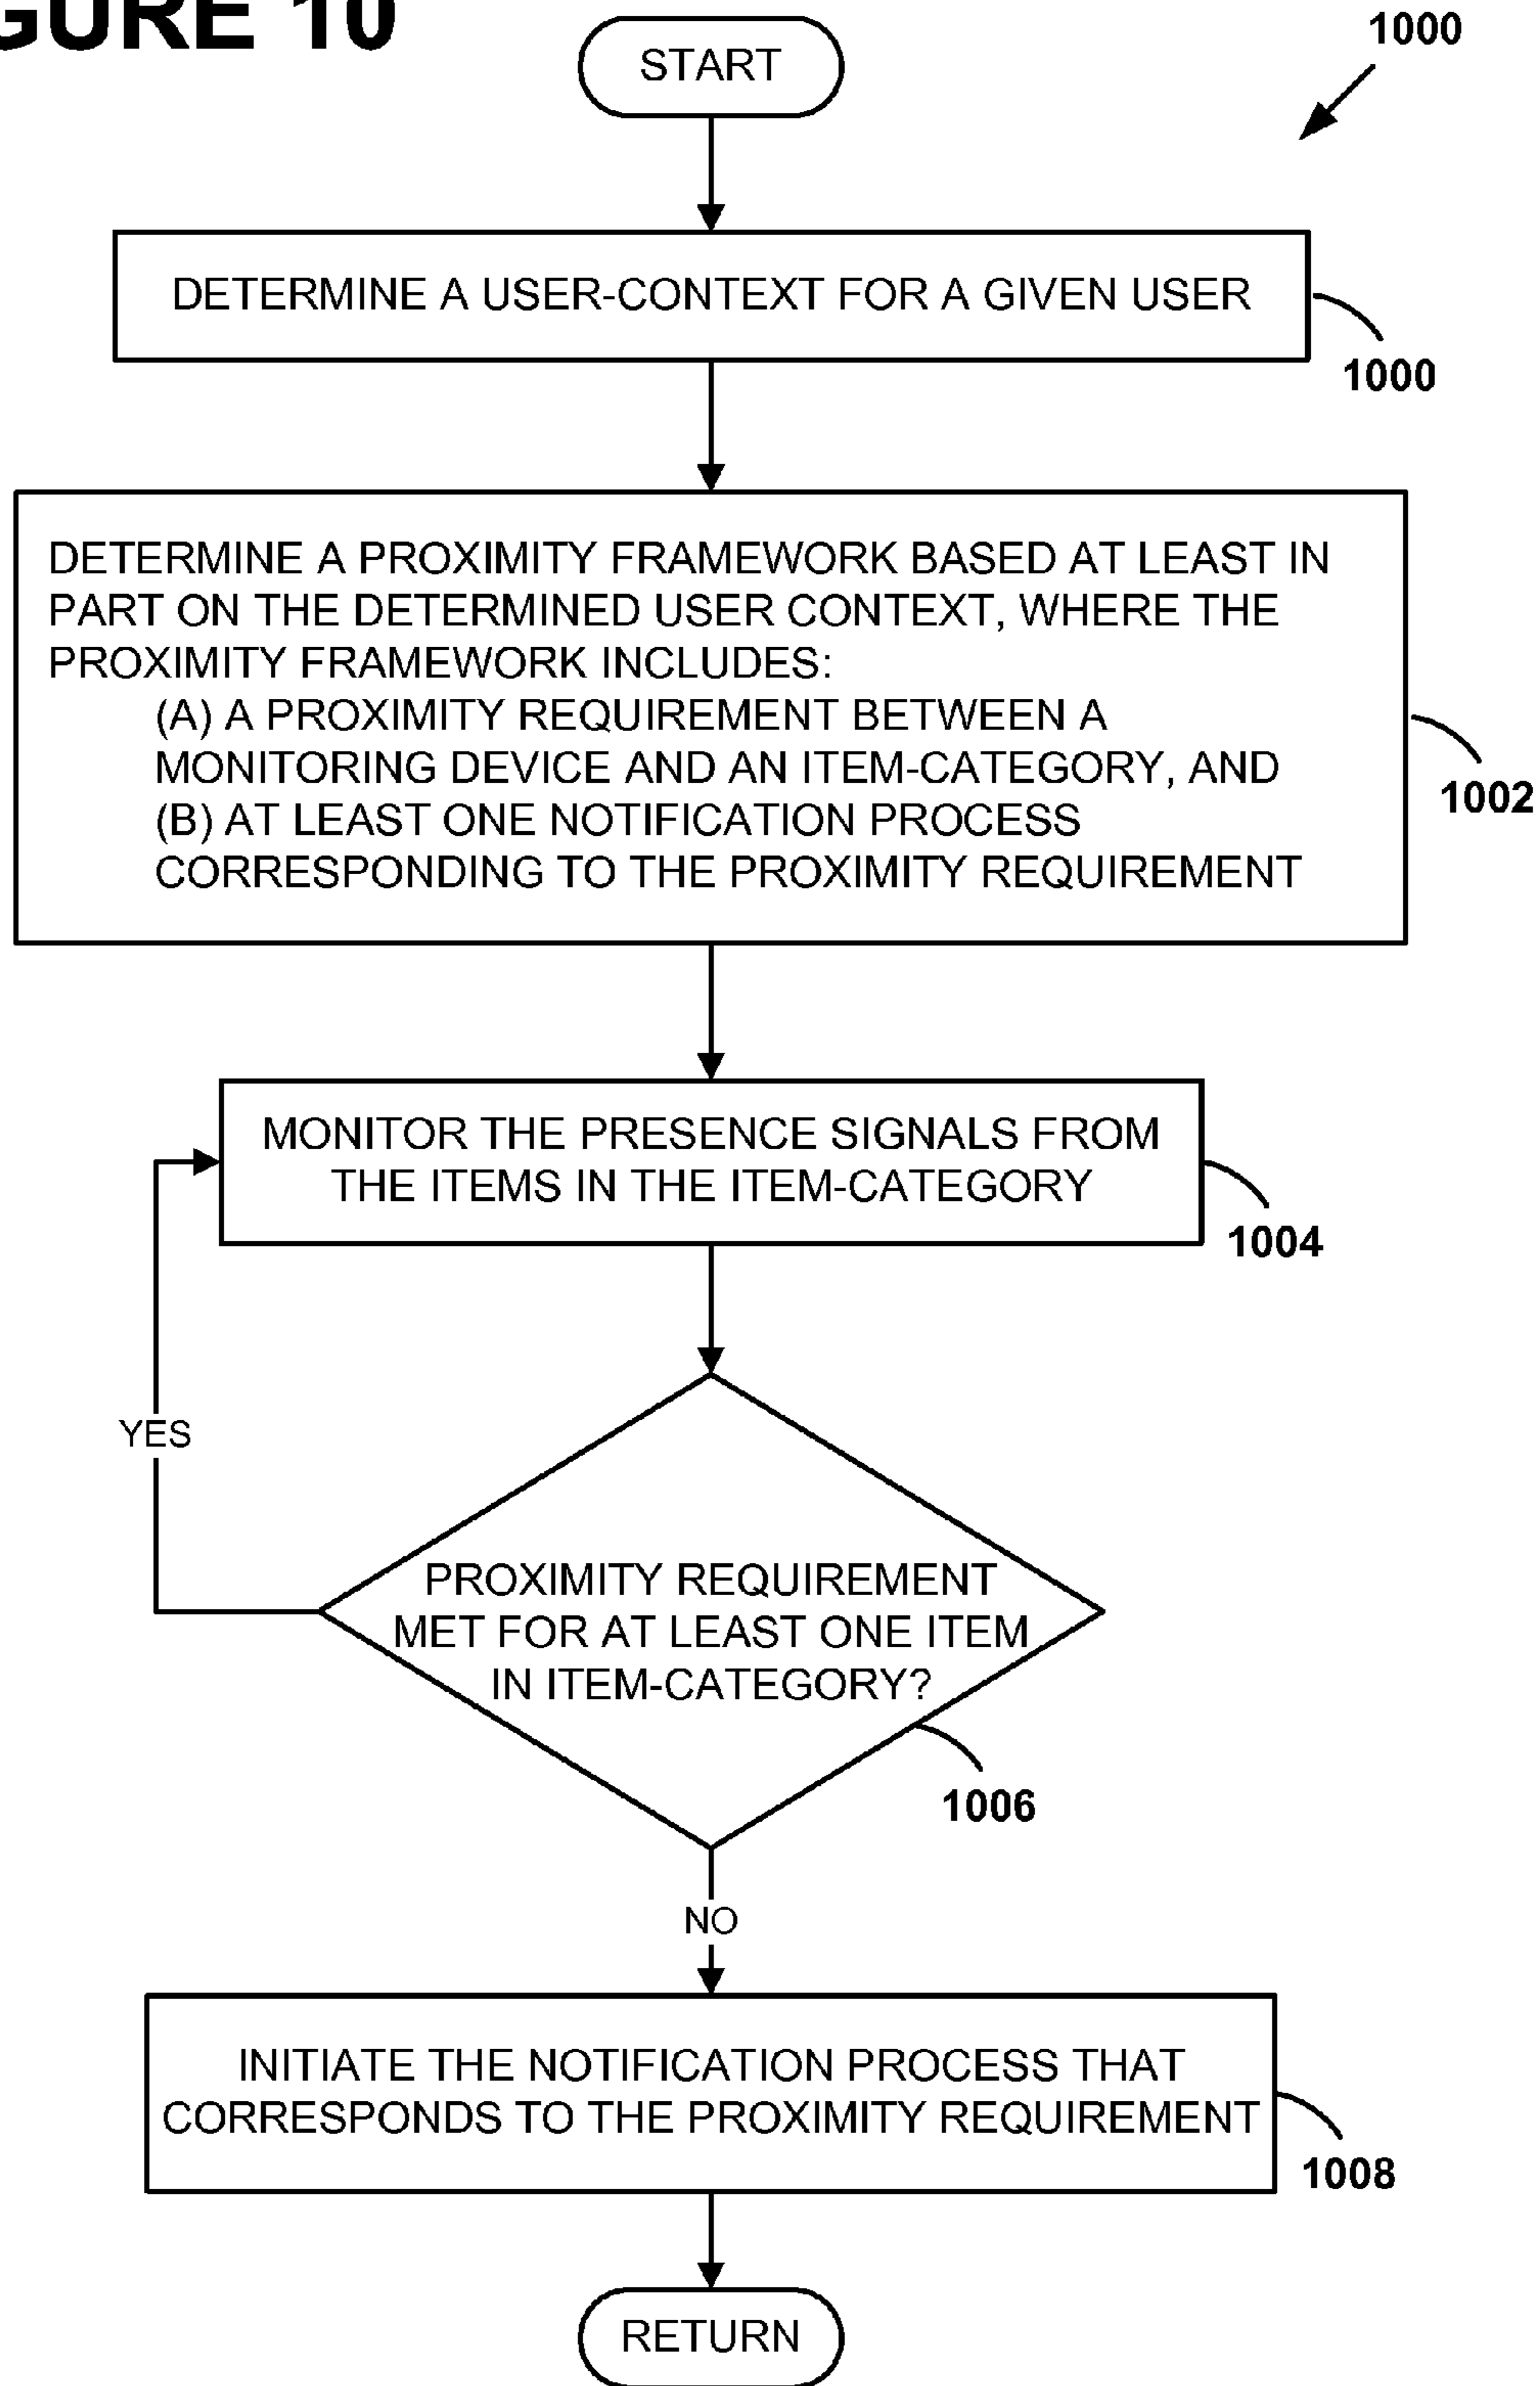 GURE 10
1000
START
DETERMINE A USER-CONTEXT FOR A GIVEN USER
1000
DETERMINE A PROXIMITY FRAMEWORK BASED AT LEAST IN
PART ON THE DETERMINED USER CONTEXT, WHERE THE
PROXIMITY FRAMEWORK INCLUDES:
(A) A PROXIMITY REQUIREMENT BETWEEN A
MONITORING DEVICE AND AN ITEM-CATEGORY, AND
(B) AT LEAST ONE NOTIFICATION PROCESS
CORRESPONDING TO THE PROXIMITY REQUIREMENT
1002
MONITOR THE PRESENCE SIGNALS FROM
THE ITEMS IN THE ITEM-CATEGORY
1004
YES
PROXIMITY REQUIREMENT
MET FOR AT LEAST ONE ITEM
IN ITEM-CATEGORY?
1006
NO
INITIATE THE NOTIFICATION PROCESS THAT
CORRESPONDS TO THE PROXIMITY REQUIREMENT
1008
RETURN